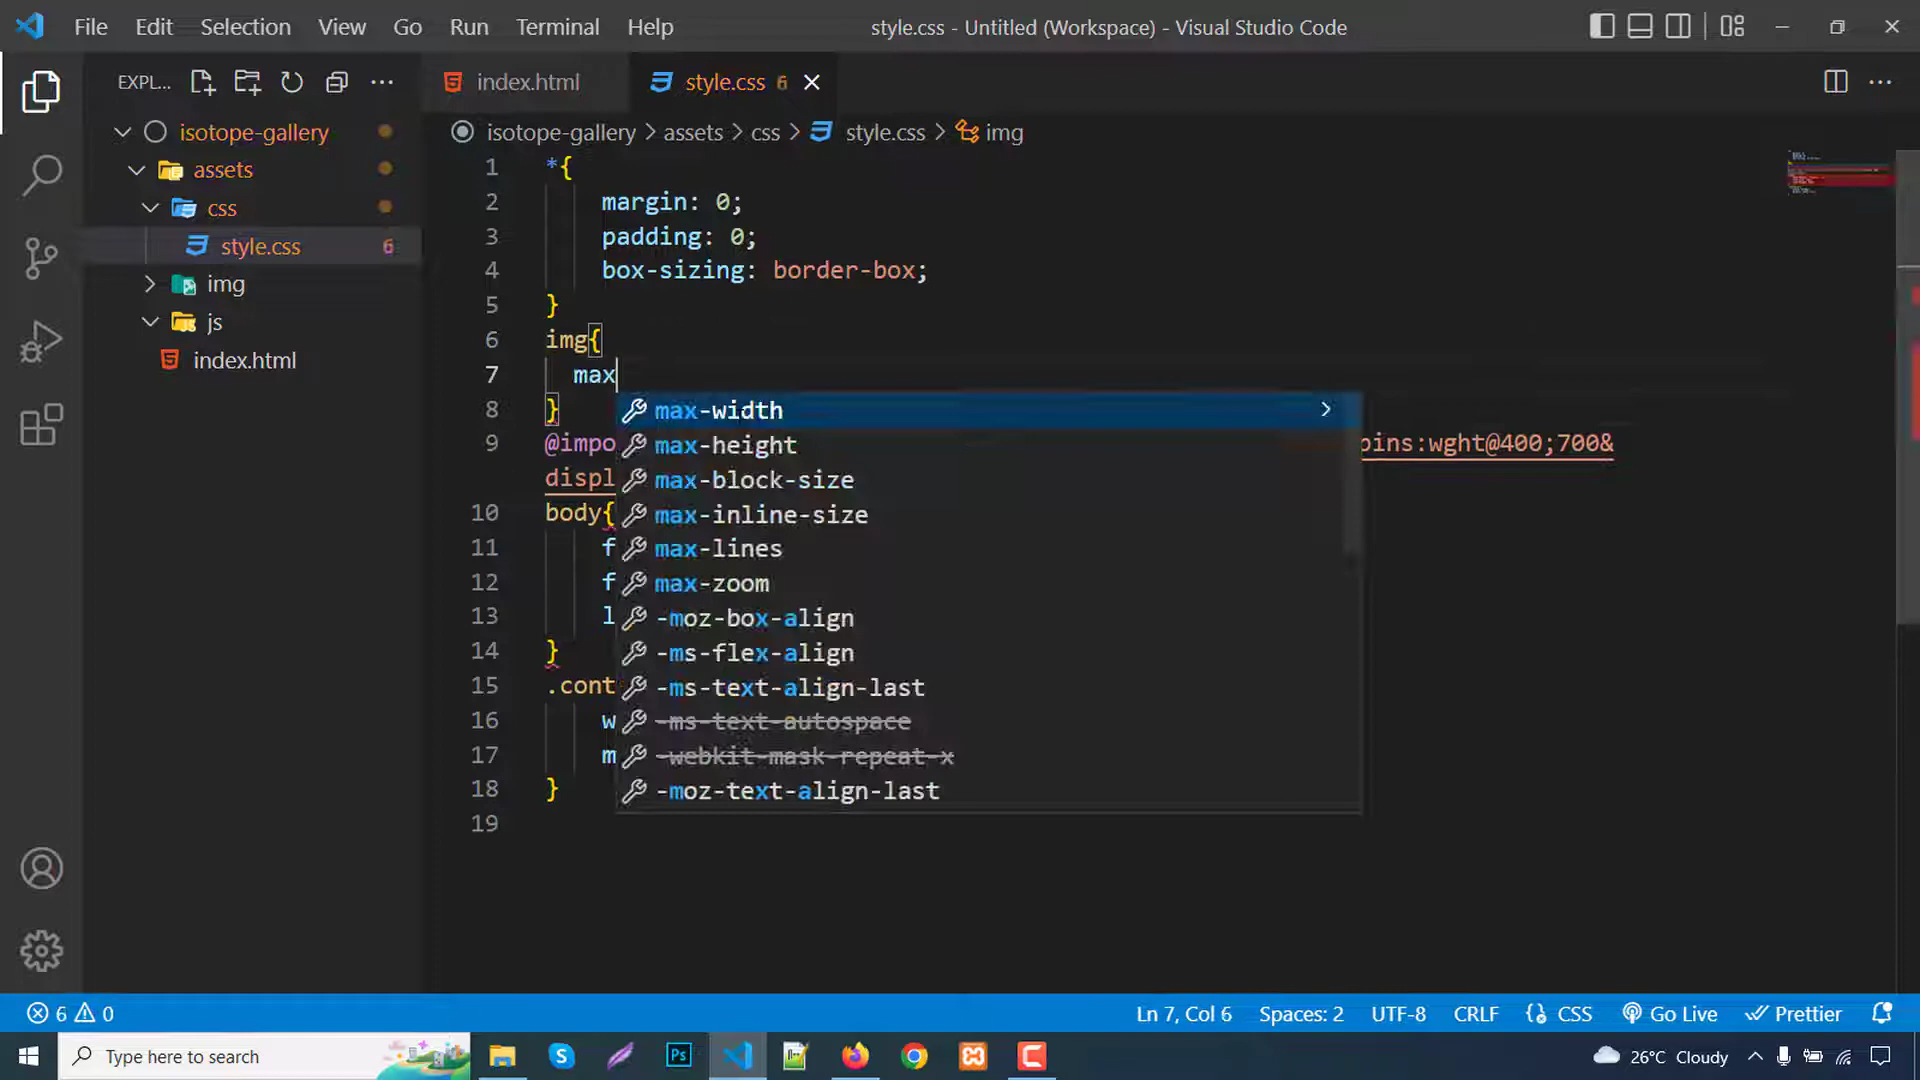 File Edit Selection View Go Run Terminal Help style.css - Untitled (Workspace) - Visual Studio Code
EXPL... index.html style.css 6
isotope-gallery isotope-gallery > assets > css > style.css > img
assets
css
style.css 6
img
js
index.html
1 *{
2 margin: 0;
3 padding: 0;
4 box-sizing: border-box;
5 }
6 img{
7 max
8 } max-width
9 @impo max-height pins:wght@400;700&
displ max-block-size
10 body{ max-inline-size
11 f max-lines
12 f max-zoom
13 l -moz-box-align
14 } -ms-flex-align
15 .cont -ms-text-align-last
16 w -ms-text-autospace
17 m -webkit-mask-repeat-x
18 } -moz-text-align-last
19
6 0 Ln 7, Col 6 Spaces: 2 UTF-8 CRLF CSS Go Live Prettier
Type here to search Ps 26°C Cloudy